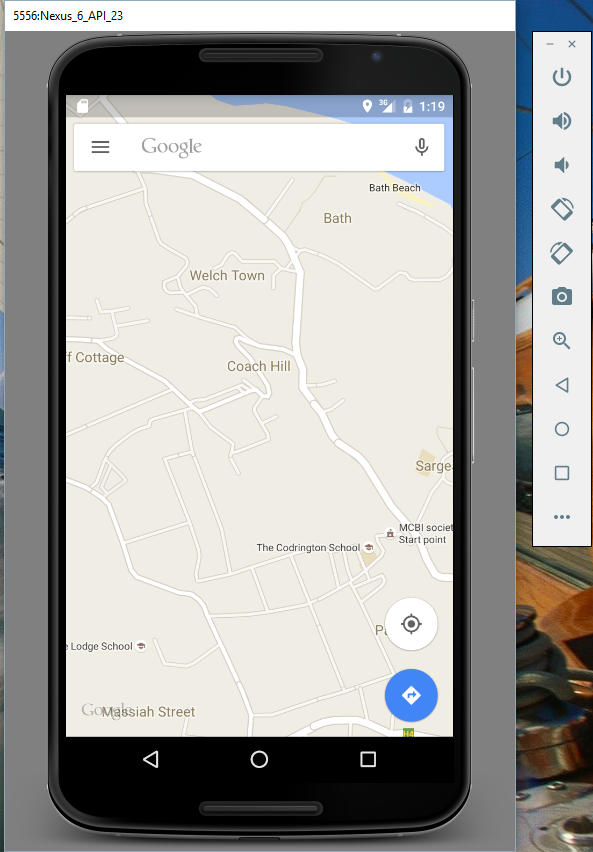 5556:Nexus_6_API_23
3G 1:19
Google
Bath Beach
Bath
Welch Town
f Cottage
Coach Hill
Sarge
MCBI societ
Start point
The Codrington School
e Lodge School
Google
Massiah Street
H4